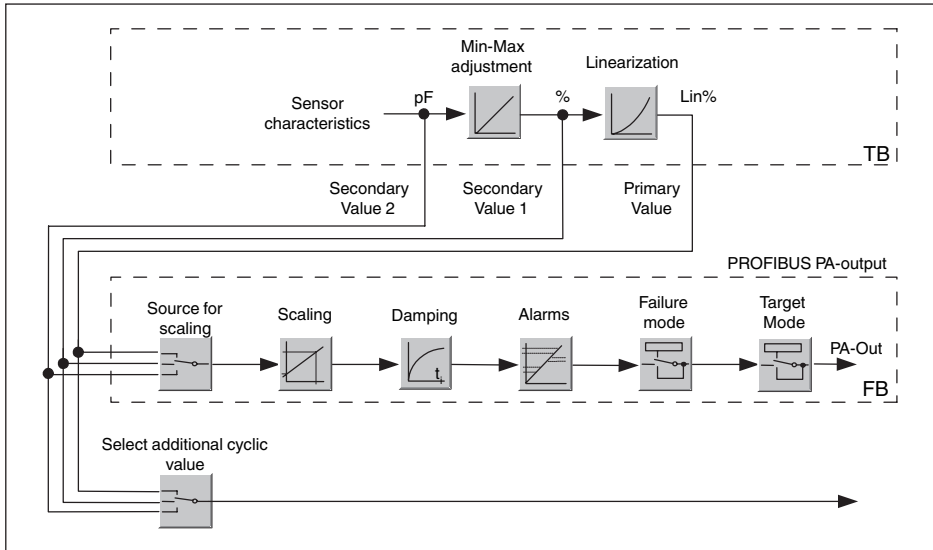 Min-Max
adjustment
Linearization
Sensor
characteristics
pF
%
Lin%
TB
Secondary
Value 2
Secondary
Value 1
Primary
Value
PROFIBUS PA-output
Source for
scaling
Scaling
Damping
Alarms
Failure
mode
Target
Mode
t
PA-Out
FB
Select additional cyclic
value